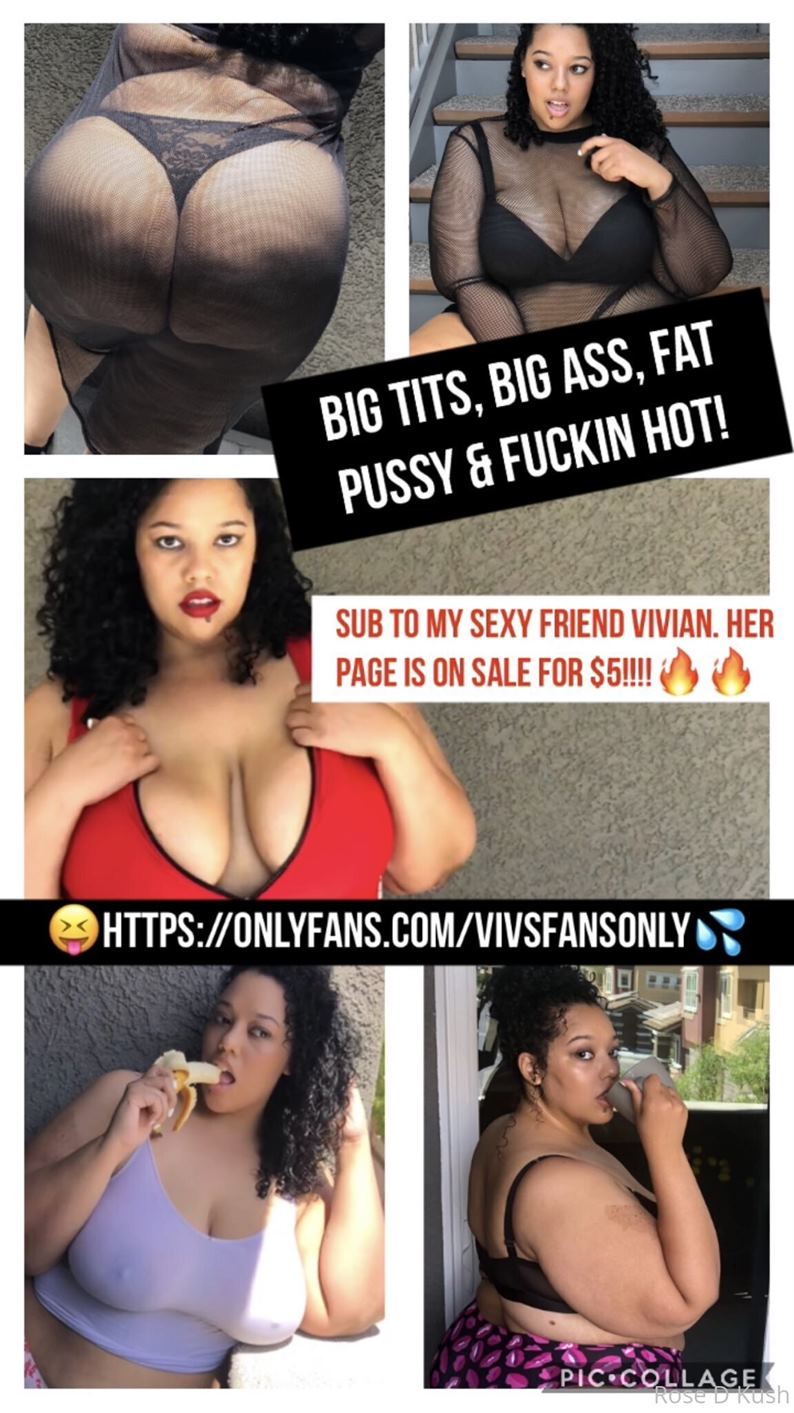 BIG TITS, BIG ASS, FAT
PUSSY & FUCKIN HOT!
SUB TO MY SEXY FRIEND VIVIAN. HER
PAGE IS ON SALE FOR $5!!!!🔥🔥
😝HTTPS://ONLYFANS.COM/VIVSFANSONLY💦
PIC•COLLAGE
Rose D Kush